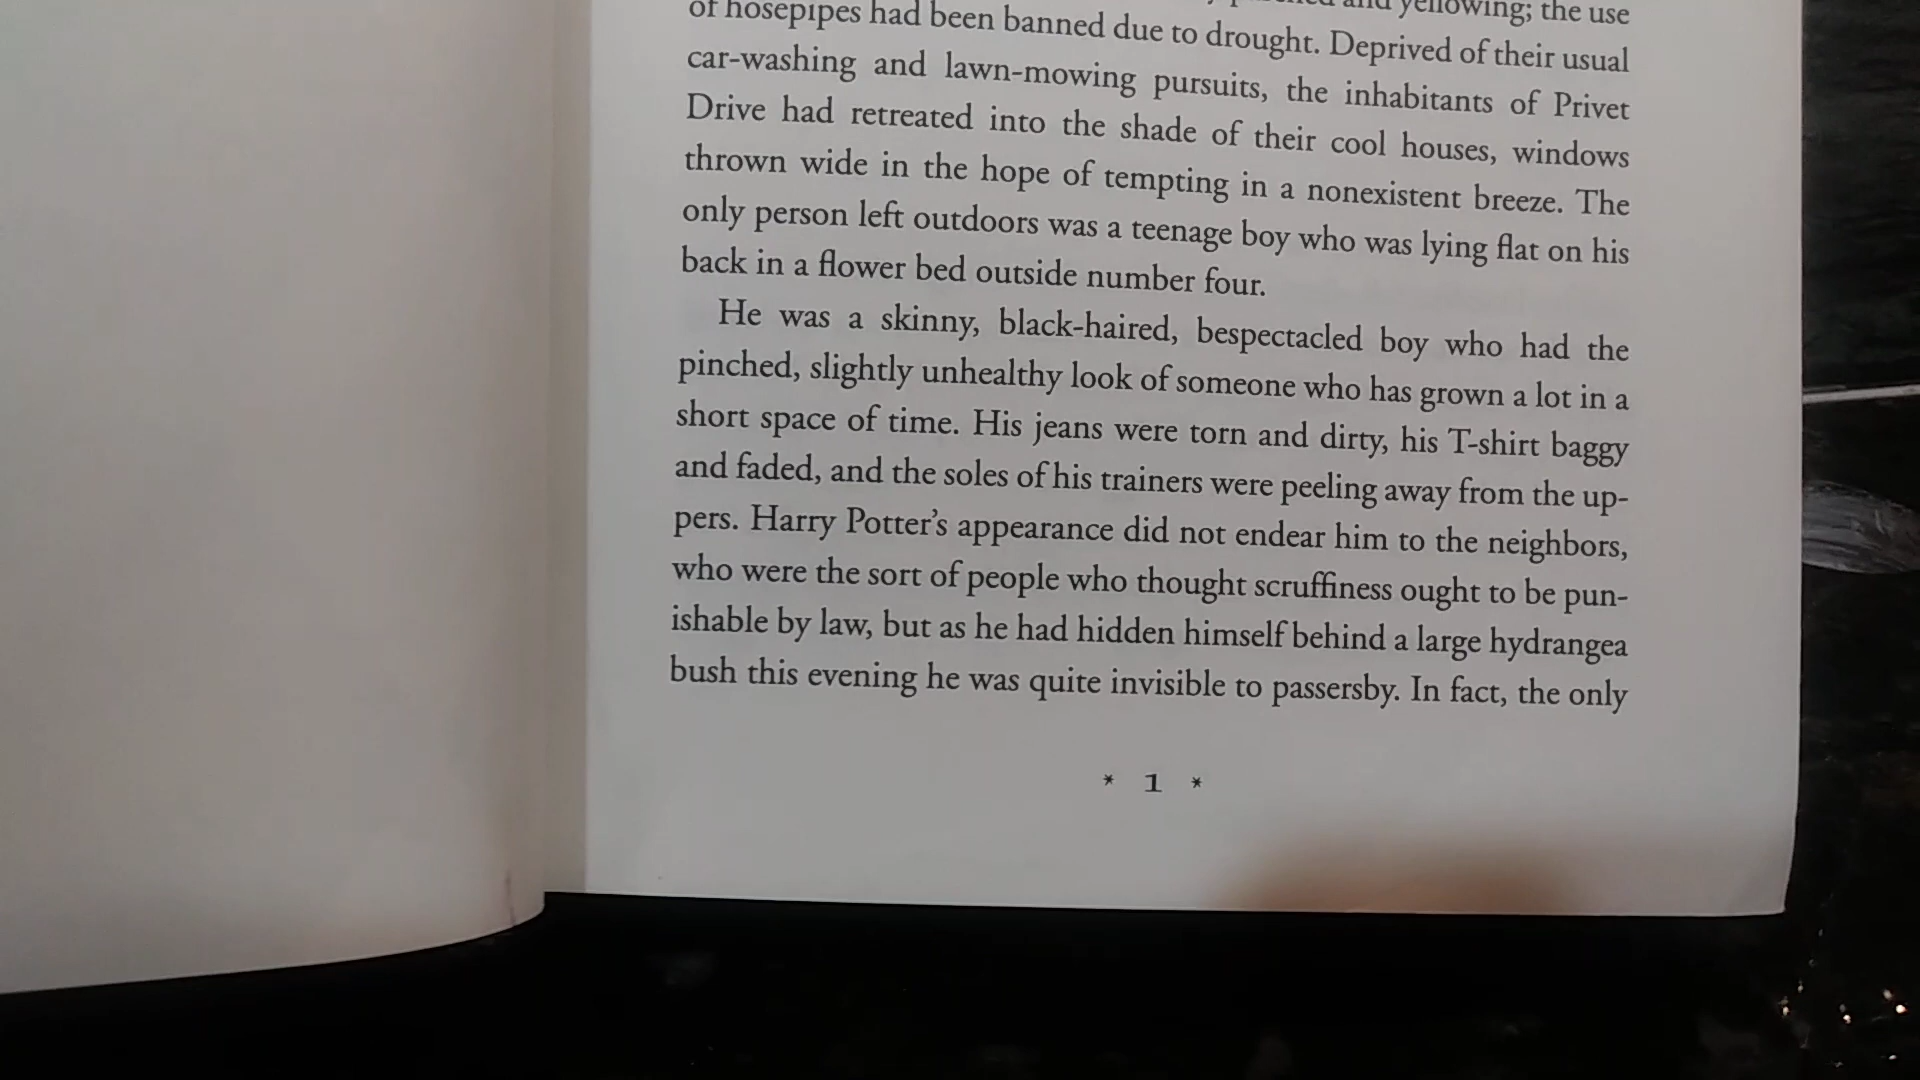 and yellowing; the use
of hosepipes had been banned due to drought. Deprived of their usual
car-washing and lawn-mowing pursuits, the inhabitants of Privet
Drive had retreated into the shade of their cool houses, windows
thrown wide in the hope of tempting in a nonexistent breeze. The
only person left outdoors was a teenage boy who was lying flat on his
back in a flower bed outside number four.
He was a skinny, black-haired, bespectacled boy who had the
pinched, slightly unhealthy look of someone who has grown a lot in a
short space of time. His jeans were torn and dirty, his T-shirt baggy
and faded, and the soles of his trainers were peeling away from the up-
pers. Harry Potter’s appearance did not endear him to the neighbors,
who were the sort of people who thought scruffiness ought to be pun-
ishable by law, but as he had hidden himself behind a large hydrangea
bush this evening he was quite invisible to passersby. In fact, the only
* 1 *